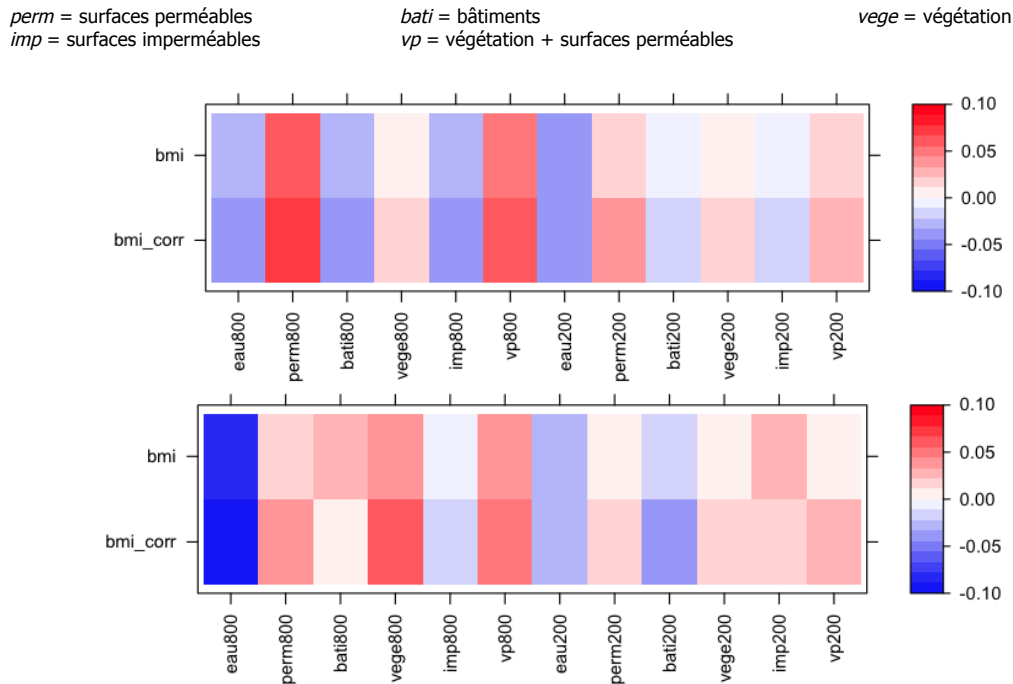 perm = surfaces perméables bati = bâtiments vege = végétation
imp = surfaces imperméables vp = végétation + surfaces perméables
bmi
bmi_corr
0.10
0.05
0.00
-0.05
-0.10
eau800 perm800 bati800 vege800 imp800 vp800 eau200 perm200 bati200 vege200 imp200 vp200
bmi
bmi_corr
0.10
0.05
0.00
-0.05
-0.10
eau800 perm800 bati800 vege800 imp800 vp800 eau200 perm200 bati200 vege200 imp200 vp200